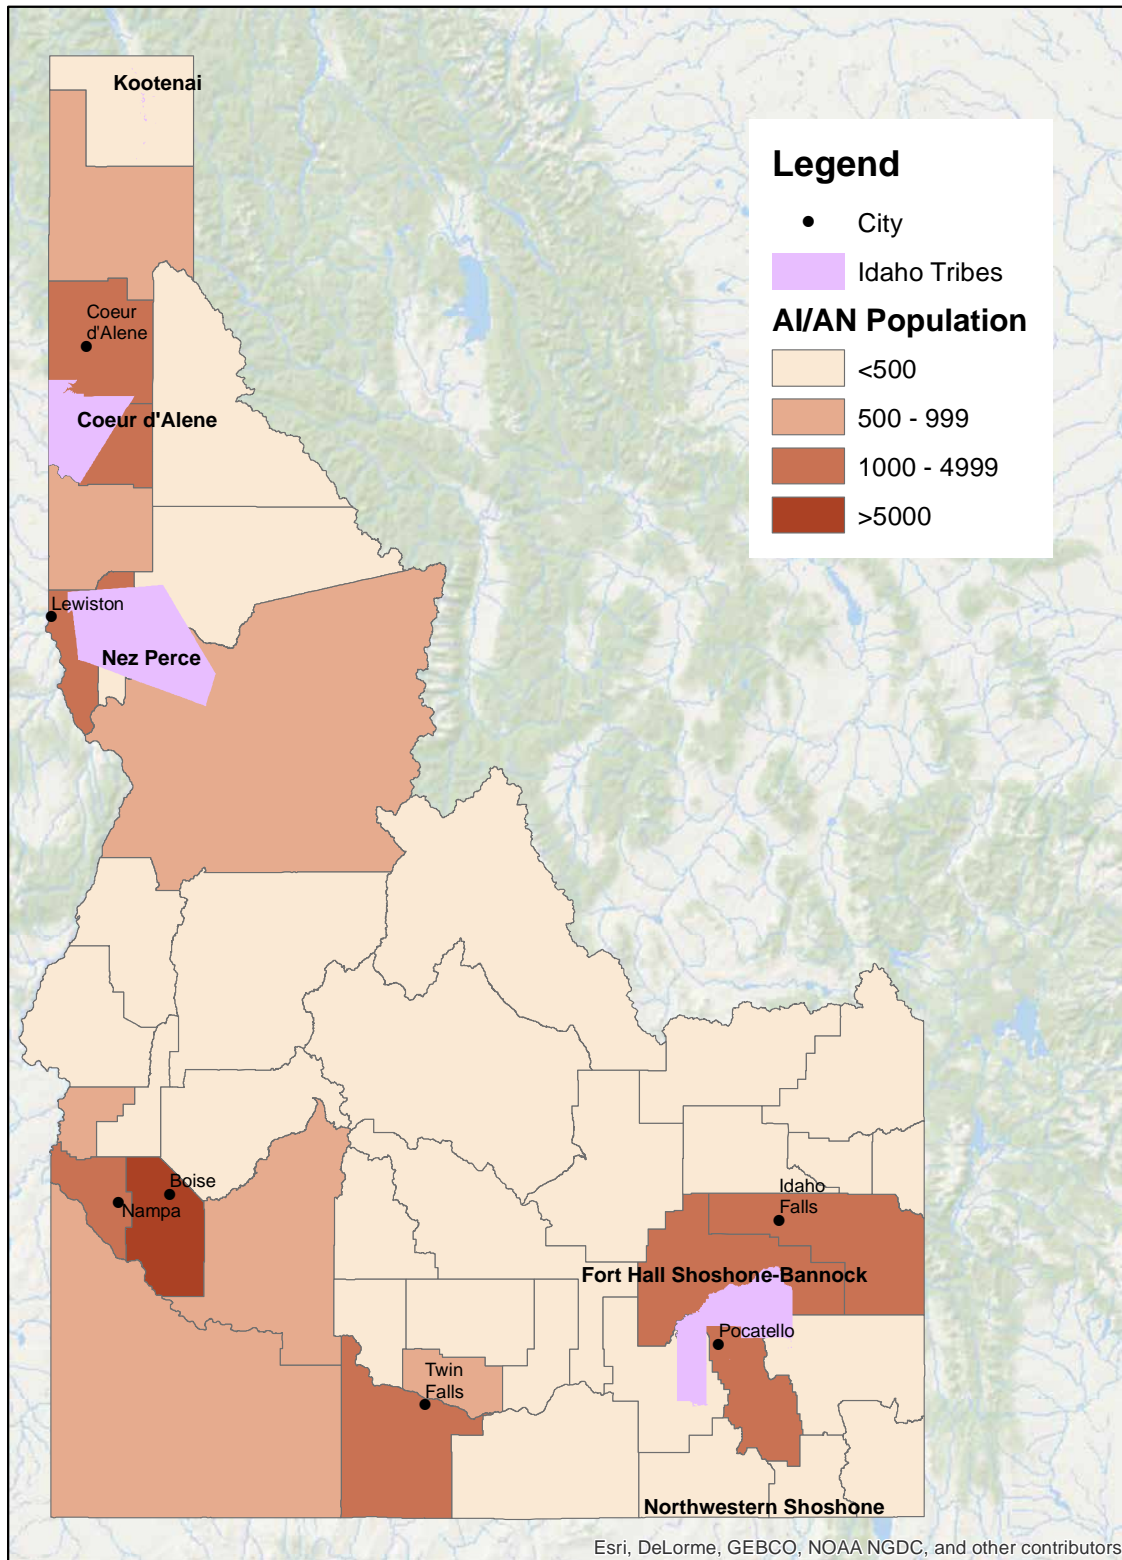 Kootenai
Legend
City
Idaho Tribes
AI/AN Population
<500
500 - 999
1000 - 4999
>5000
Coeur
d'Alene
Coeur d'Alene
Lewiston
Nez Perce
Boise
Nampa
Idaho
Falls
Fort Hall Shoshone-Bannock
Pocatello
Twin
Falls
Northwestern Shoshone
Esri, DeLorme, GEBCO, NOAA NGDC, and other contributors